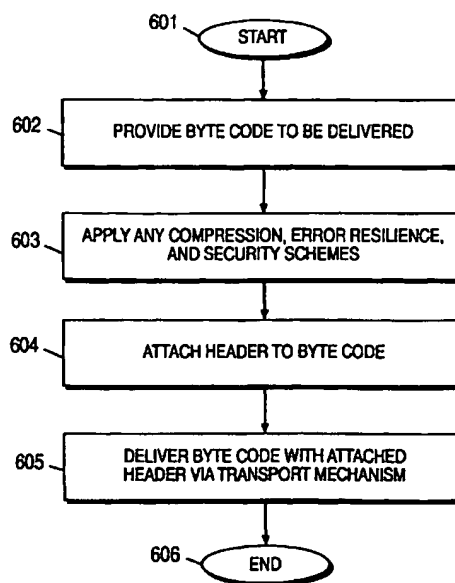 601
START
602
PROVIDE BYTE CODE TO BE DELIVERED
603
APPLY ANY COMPRESSION, ERROR RESILIENCE,
AND SECURITY SCHEMES
604
ATTACH HEADER TO BYTE CODE
605
DELIVER BYTE CODE WITH ATTACHED
HEADER VIA TRANSPORT MECHANISM
606
END